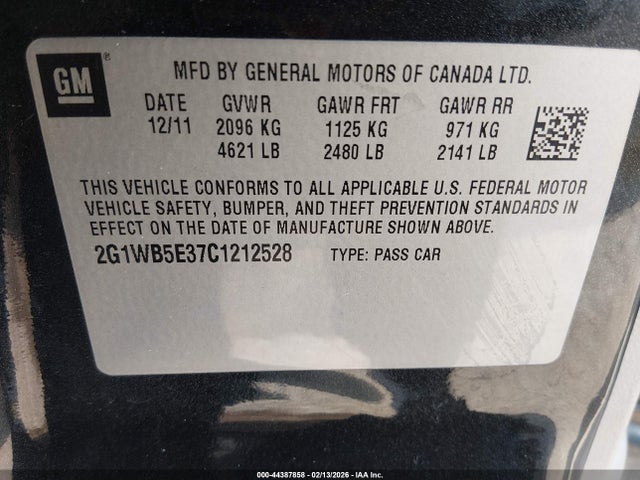 GM ®
MFD BY GENERAL MOTORS OF CANADA LTD.
DATE GVWR GAWR FRT GAWR RR
12/11 2096 KG 1125 KG 971 KG
4621 LB 2480 LB 2141 LB
THIS VEHICLE CONFORMS TO ALL APPLICABLE U.S. FEDERAL MOTOR
VEHICLE SAFETY, BUMPER, AND THEFT PREVENTION STANDARDS IN
EFFECT ON THE DATE OF MANUFACTURE SHOWN ABOVE.
2G1WB5E37C1212528 TYPE: PASS CAR
000-44387858 - 02/13/2026 - IAA Inc.